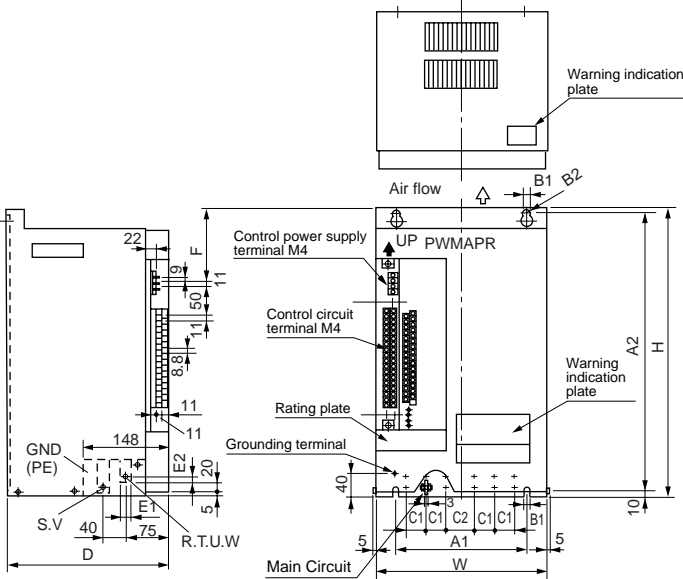 Warning indication
plate
Air flow
B1
B2
UP PWMAPR
Control power supply
terminal M4
22
F
9
11
50
11
8.8
Control circuit
terminal M4
A2
H
Warning
indication
plate
11
11
Rating plate
148
GND
(PE)
E2
20
5
Grounding terminal
40
3
C1
C1
C2
C1
C1
B1
10
S.V
40
E1
75
R.T.U.W
5
A1
5
D
W
Main Circuit